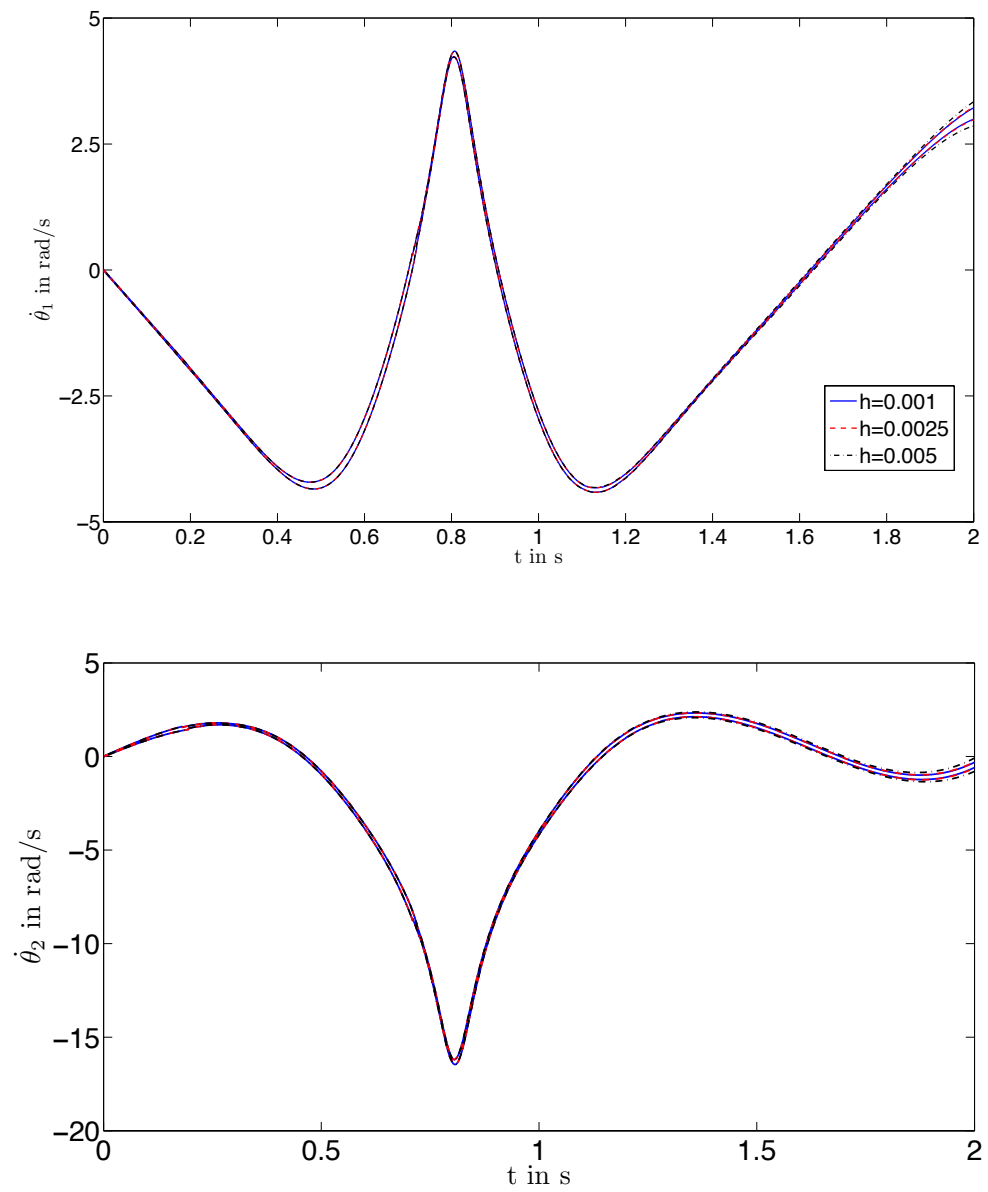 5
2.5
0
−2.5
−5
θ̇₁ in rad/s
h=0.001
h=0.0025
h=0.005
0 0.2 0.4 0.6 0.8 1 1.2 1.4 1.6 1.8 2
t in s
5
0
−5
−10
−15
−20
θ̇₂ in rad/s
0 0.5 1 1.5 2
t in s